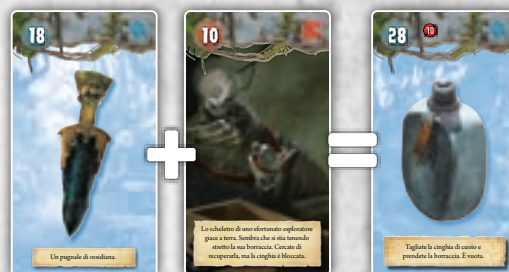 18
10
28
10
Un pugnale di ossidiana.
Lo scheletro di uno sfortunato esploratore
giace a terra. Sembra che si stia tenendo
stretto la sua borraccia. Cercate di
recuperarla, ma la cinghia è bloccata.
Tagliate la cinghia di cuoio e
prendete la borraccia. È vuota.